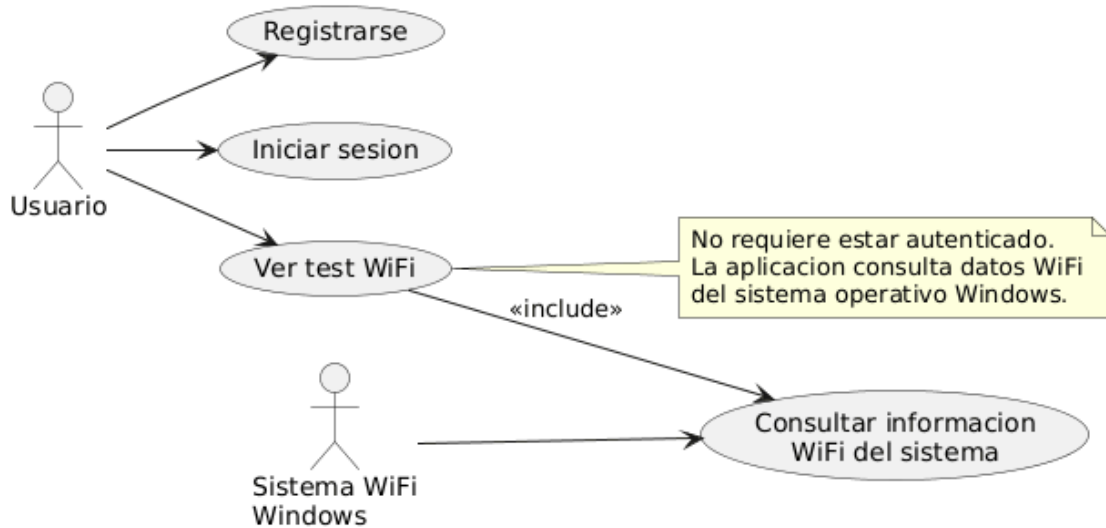 Registrarse
Iniciar sesion
Usuario
Ver test WiFi
No requiere estar autenticado.
La aplicacion consulta datos WiFi
del sistema operativo Windows.
«include»
Consultar informacion
WiFi del sistema
Sistema WiFi
Windows